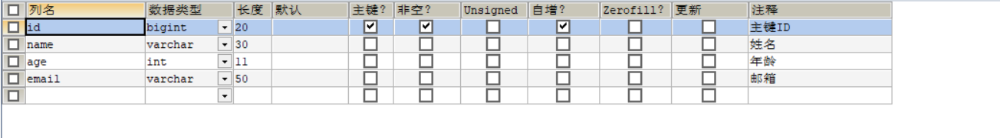 列名 数据类型 长度 默认 主键? 非空? Unsigned 自增? Zerofill? 更新 注释
id bigint 20 主键ID
name varchar 30 姓名
age int 11 年龄
email varchar 50 邮箱